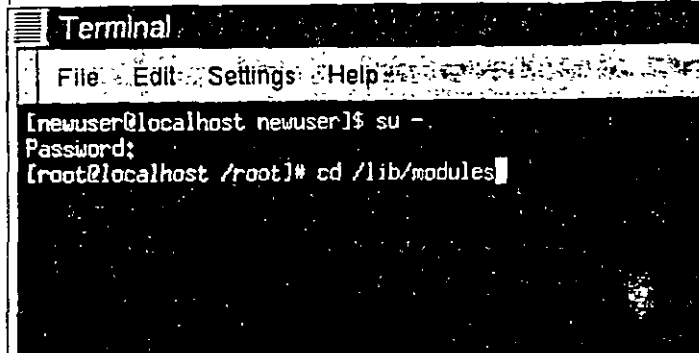 Terminal
File Edit Settings Help
[newuser@localhost newuser]$ su -
Password:
[root@localhost /root]# cd /lib/modules